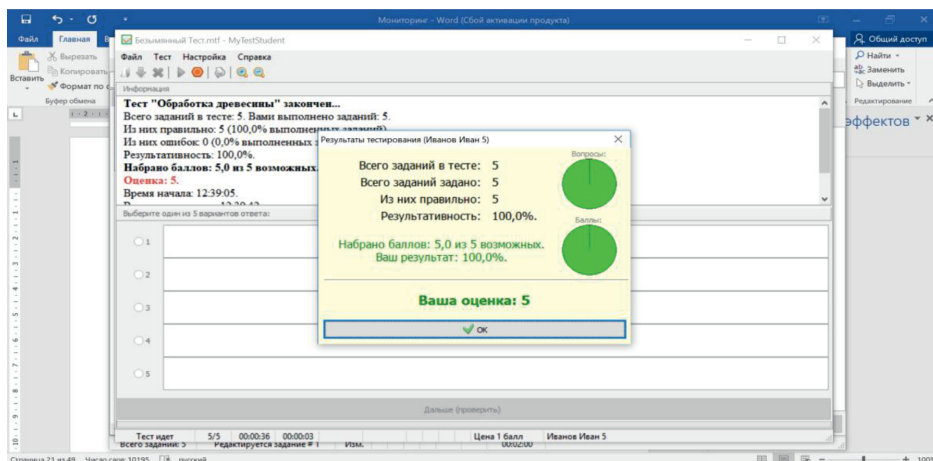 Мониторинг - Word (Сбой активации продукта)
Файл
Главная
Общий доступ
Вставить
Вырезать
Копировать
Формат по
Буфер обмена
Найти
Заменить
Выделить
Редактирование
эффектов
Безымянный Тест.mtf - MyTestStudent
Файл Тест Настройка Справка
Информация
Тест "Обработка древесины" закончен...
Всего заданий в тесте: 5. Вами выполнено заданий: 5.
Из них правильно: 5 (100,0% выполненных заданий)
Из них ошибок: 0 (0,0% выполненных
Результативность: 100,0%.
Набрано баллов: 5,0 из 5 возможных.
Оценка: 5.
Время начала: 12:39:05.
Выберите один из 5 вариантов ответа:
1
2
3
4
5
Дальше (проверить)
Результаты тестирования (Иванов Иван 5)
Всего заданий в тесте: 5
Всего заданий задано: 5
Из них правильно: 5
Результативность: 100,0%.
Вопросы:
Баллы:
Набрано баллов: 5,0 из 5 возможных.
Ваш результат: 100,0%.
Ваша оценка: 5
OK
Тест идет 5/5 00:00:36 00:00:03 Цена 1 балл Иванов Иван 5
Всего заданий: 5 Редактируется задание # 1 Изм. 00:02:00
Страница 21 из 49 Число слов: 10195 русский